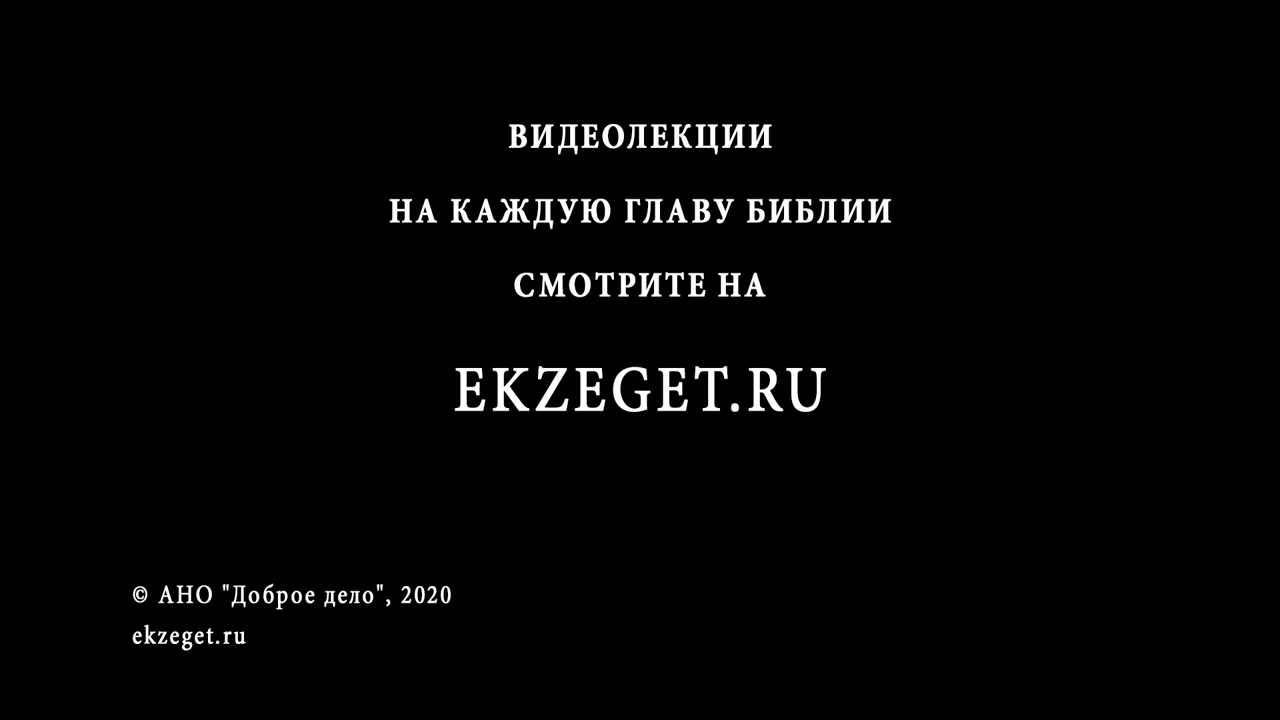 ВИДЕОЛЕКЦИИ
НА КАЖДУЮ ГЛАВУ БИБЛИИ
СМОТРИТЕ НА
EKZEGET.RU
© АНО "Доброе дело", 2020
ekzeget.ru